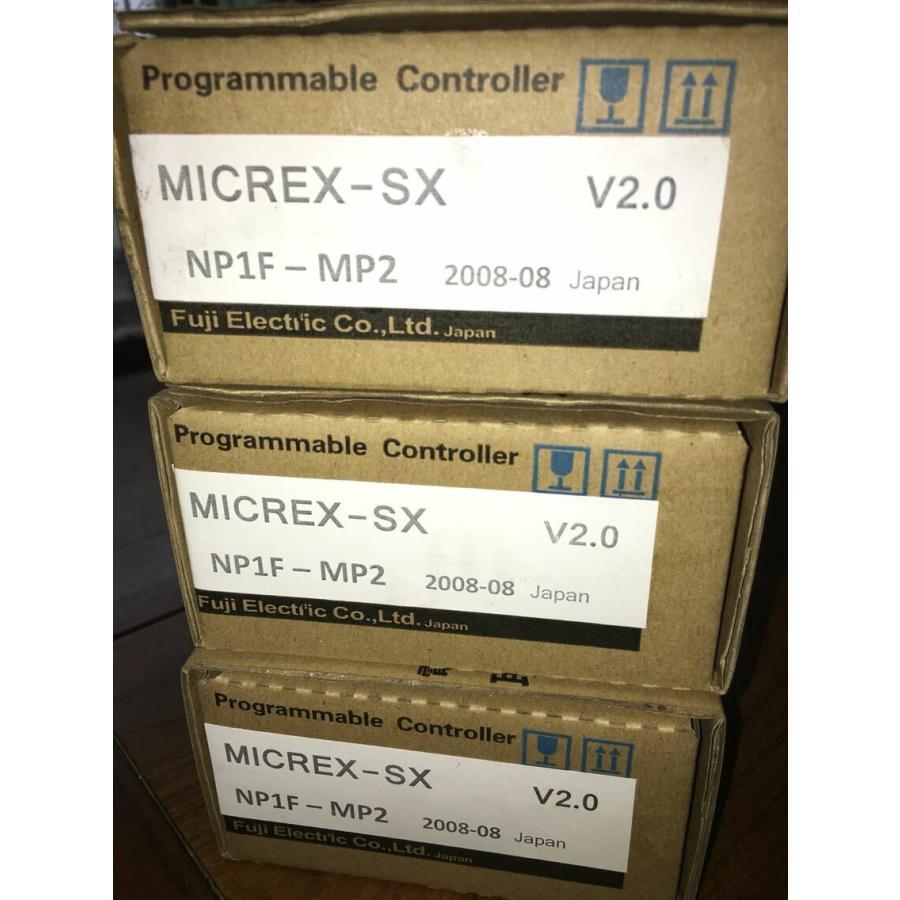 Programmable Controller
MICREX-SX V2.0
NP1F – MP2 2008-08 Japan
Fuji Electric Co.,Ltd. Japan
Programmable Controller
MICREX-SX V2.0
NP1F – MP2 2008-08 Japan
Fuji Electric Co.,Ltd. Japan
Programmable Controller
MICREX-SX V2.0
NP1F – MP2 2008-08 Japan
Fuji Electric Co.,Ltd. Japan